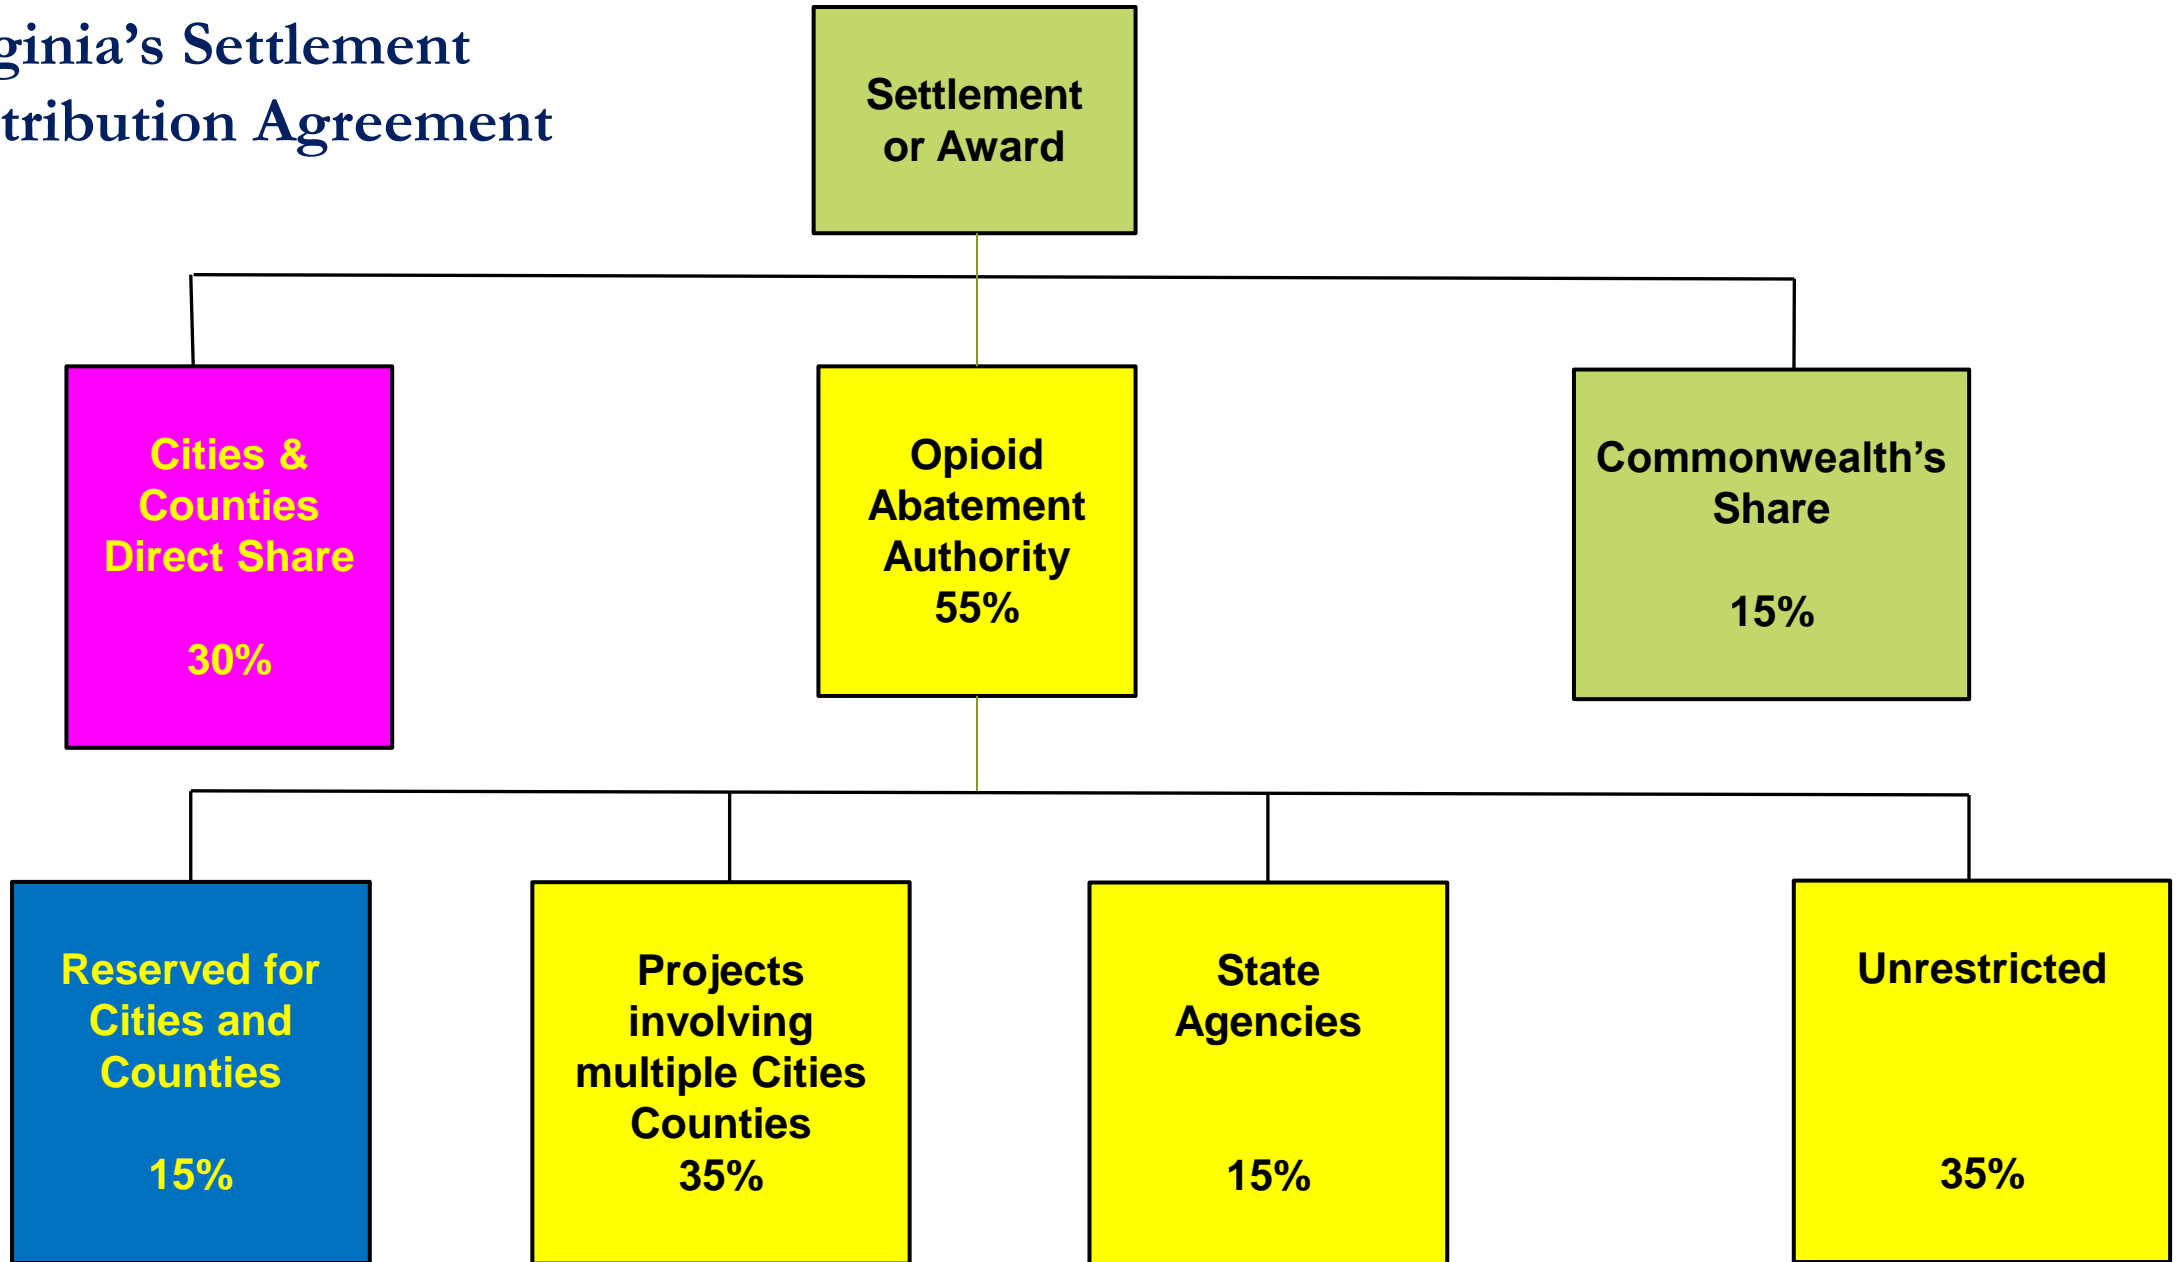 ginia’s Settlement
tribution Agreement
Settlement
or Award
Cities &
Counties
Direct Share
30%
Opioid
Abatement
Authority
55%
Commonwealth’s
Share
15%
Reserved for
Cities and
Counties
15%
Projects
involving
multiple Cities
Counties
35%
State
Agencies
15%
Unrestricted
35%